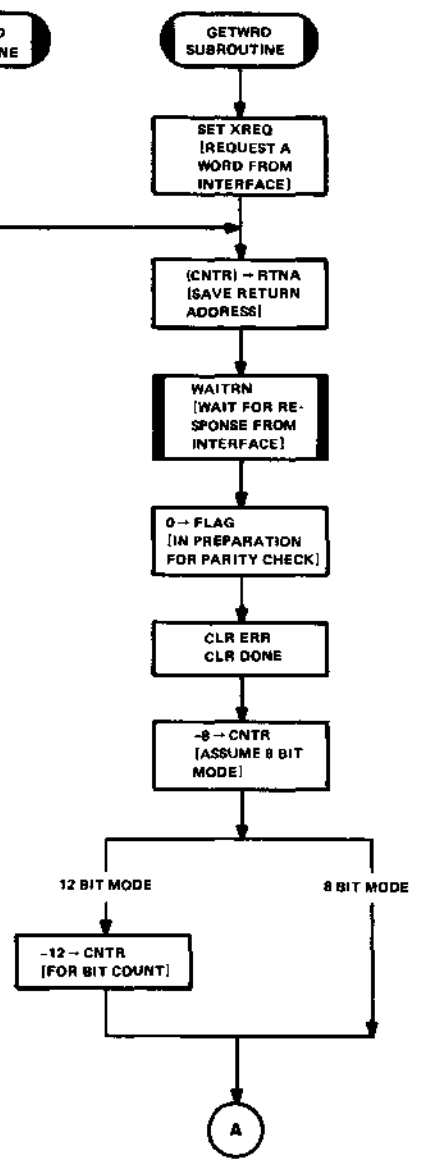 D
NE
GETWRD
SUBROUTINE
SET XREQ
[REQUEST A
WORD FROM
INTERFACE]
(CNTR) → RTNA
[SAVE RETURN
ADDRESS]
WAITRN
[WAIT FOR RE-
SPONSE FROM
INTERFACE]
0 → FLAG
[IN PREPARATION
FOR PARITY CHECK]
CLR ERR
CLR DONE
-8 → CNTR
[ASSUME 8 BIT
MODE]
12 BIT MODE
8 BIT MODE
-12 → CNTR
[FOR BIT COUNT]
A